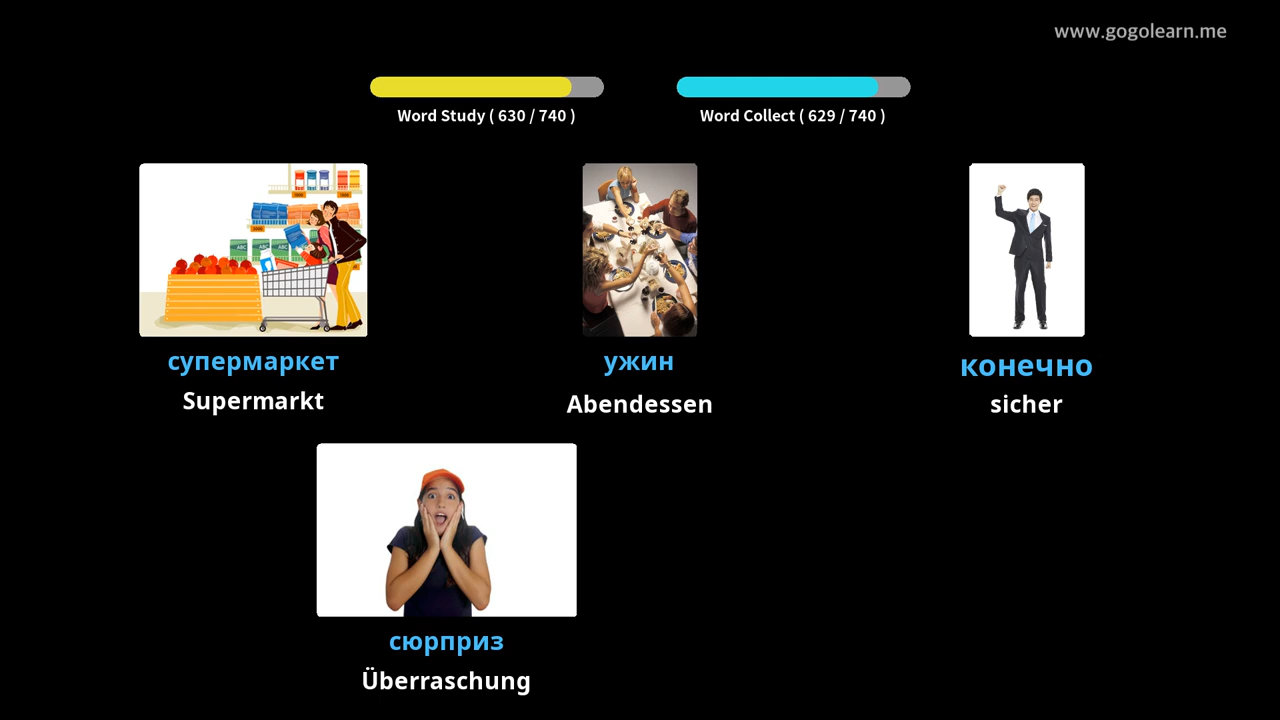 www.gogolearn.me
Word Study ( 630 / 740 )
Word Collect ( 629 / 740 )
супермаркет
Supermarkt
ужин
Abendessen
конечно
sicher
сюрприз
Überraschung